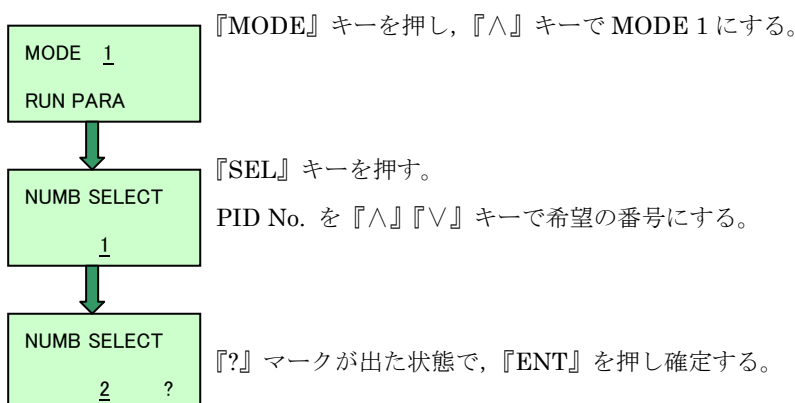 『MODE』キーを押し，『∧』キーで MODE 1 にする。
MODE 1
RUN PARA
『SEL』キーを押す。
NUMB SELECT
PID No. を『∧』『∨』キーで希望の番号にする。
1
NUMB SELECT
『?』マークが出た状態で，『ENT』を押し確定する。
2 ?